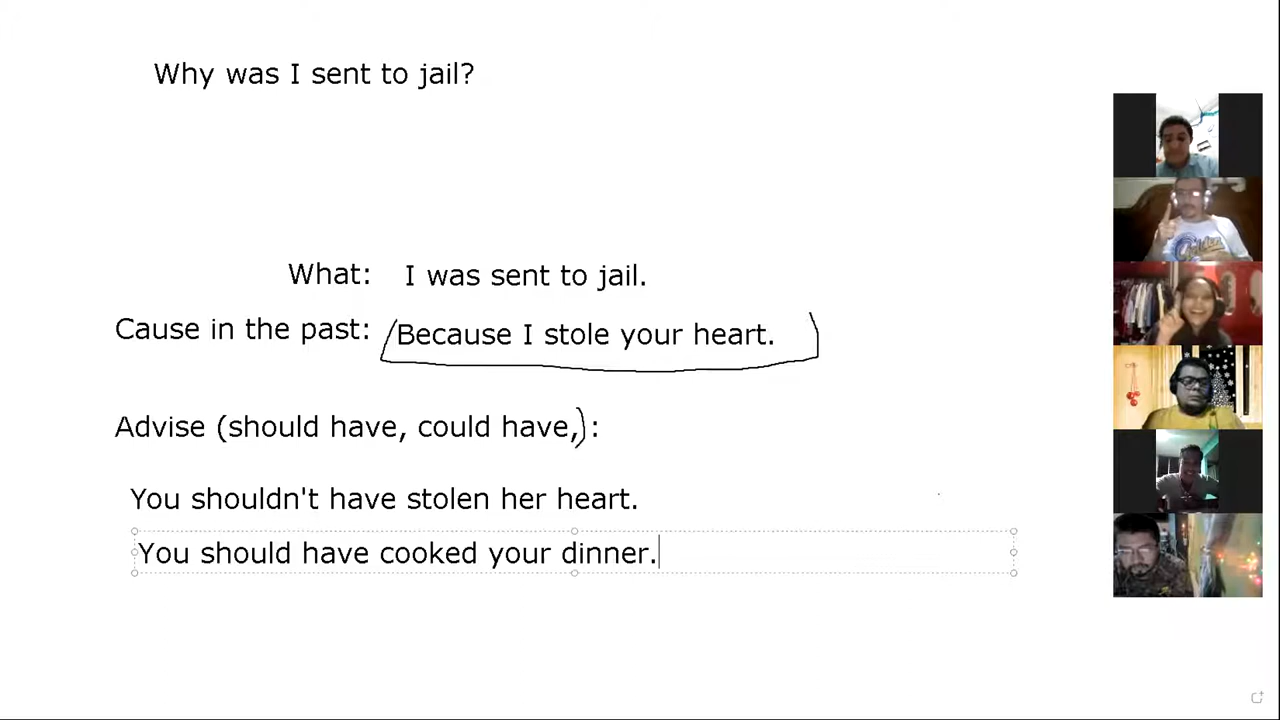 Why was I sent to jail?
What: I was sent to jail.
Cause in the past: Because I stole your heart.
Advise (should have, could have,):
You shouldn't have stolen her heart.
You should have cooked your dinner.